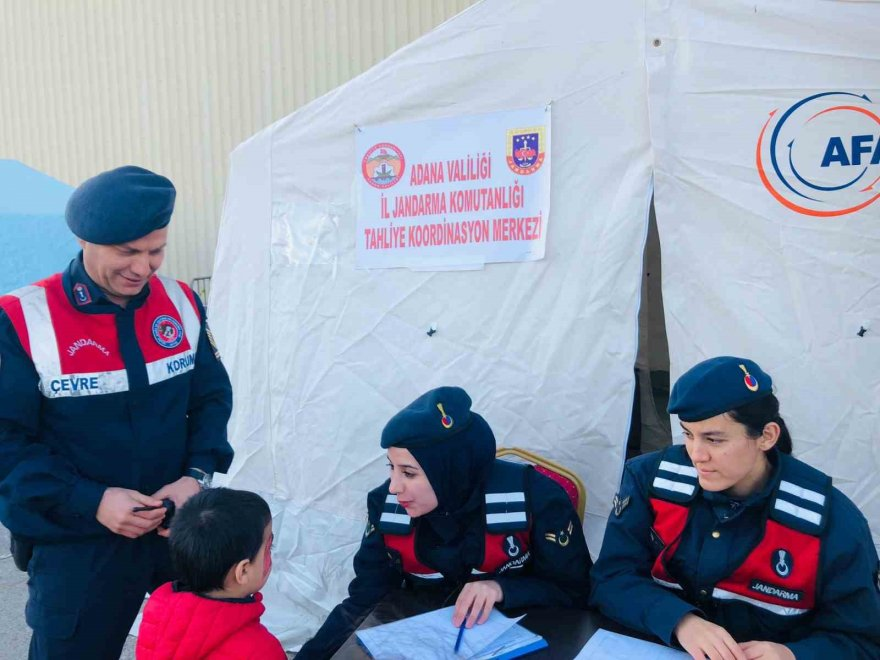 ADANA VALİLİĞİ
İL JANDARMA KOMUTANLIĞI
TAHLİYE KOORDİNASYON MERKEZİ
AFA
JANDARMA
ÇEVRE
KORUMA
JANDARMA
JANDARMA